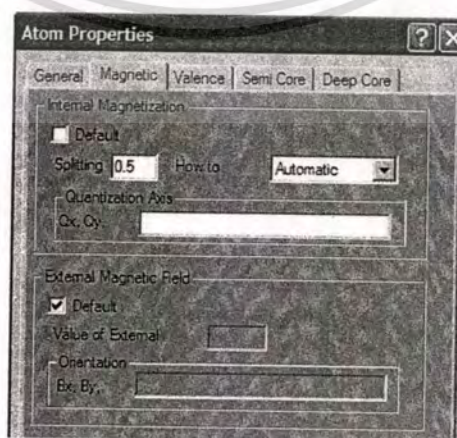 Atom Properties
General Magnetic Valence Semi Core Deep Core
Internal Magnetization
Default
Splitting 0.5 How to Automatic
Quantization Axis
Qx, Qy,
External Magnetic Field
Default
Value of External
Orientation
Bx, By,